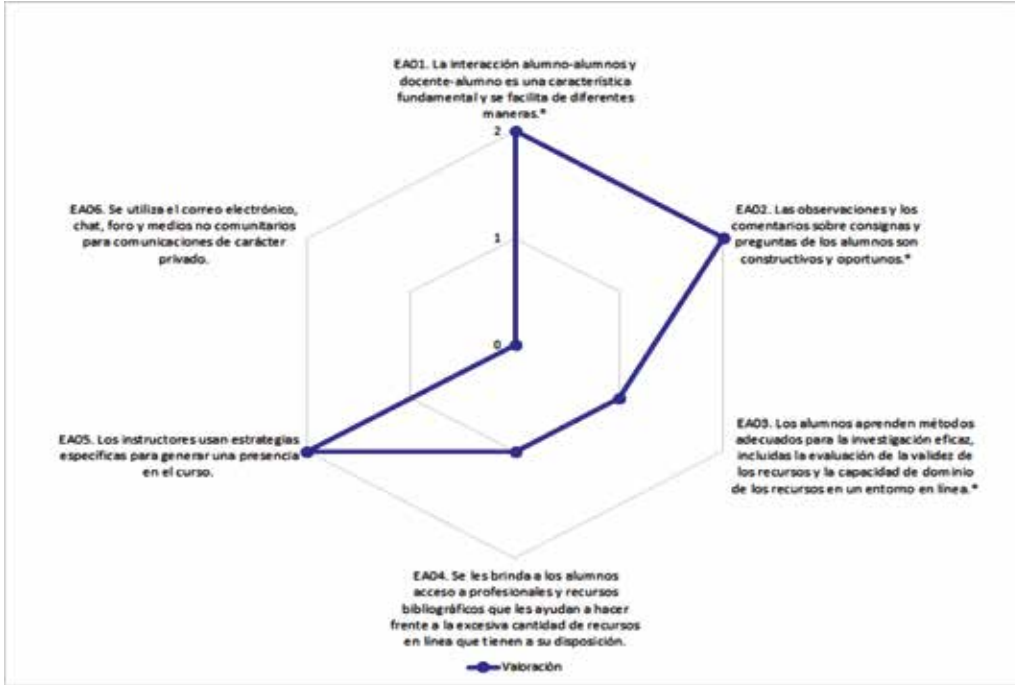 EA01. La interacción alumno-alumnos y
docente-alumno es una característica
fundamental y se facilita de diferentes
maneras.*
2
EA06. Se utiliza el correo electrónico,
chat, foro y medios no comunitarios
para comunicaciones de carácter
privado.
EA02. Las observaciones y los
comentarios sobre consignas y
preguntas de los alumnos son
constructivos y oportunos.*
1
0
EA05. Los instructores usan estrategias
específicas para generar una presencia
en el curso.
EA03. Los alumnos aprenden métodos
adecuados para la investigación eficaz,
incluidas la evaluación de la validez de
los recursos y la capacidad de dominio
de los recursos en un entorno en línea.*
EA04. Se les brinda a los alumnos
acceso a profesionales y recursos
bibliográficos que les ayudan a hacer
frente a la excesiva cantidad de recursos
en línea que tienen a su disposición.
Valoración